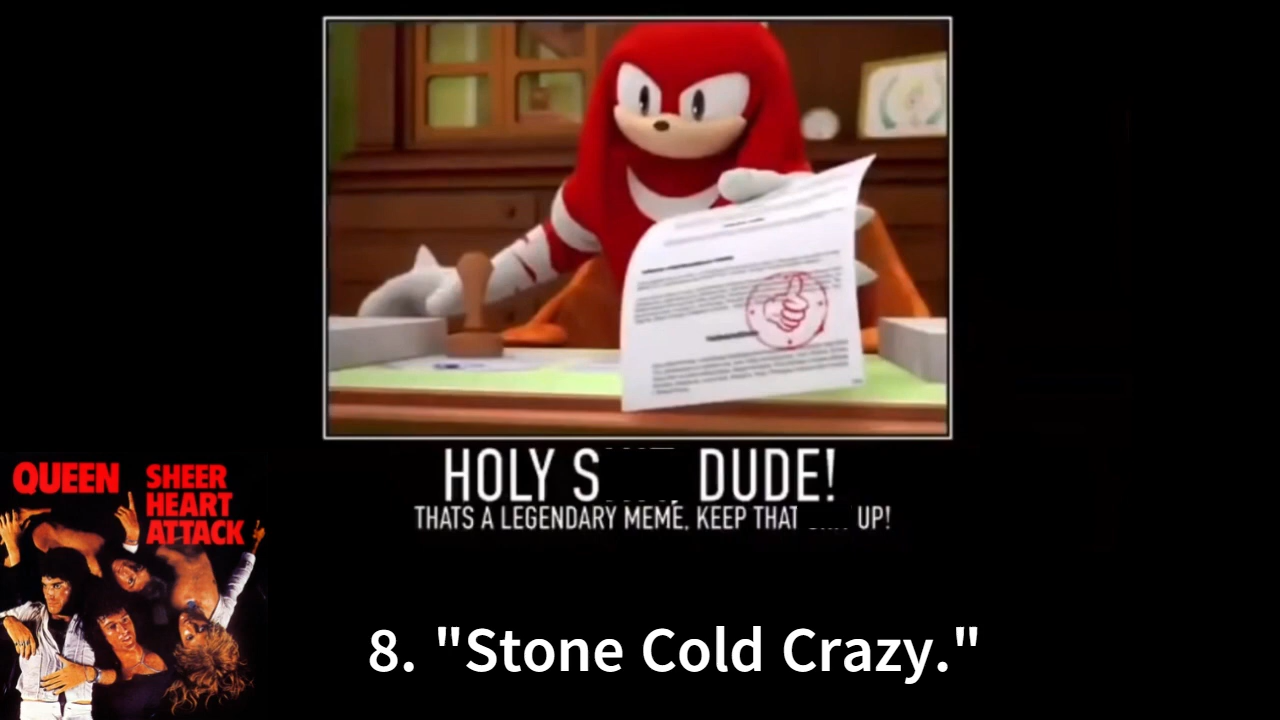 HOLY S DUDE!
THATS A LEGENDARY MEME, KEEP THAT UP!
QUEEN
SHEER
HEART
ATTACK
8. "Stone Cold Crazy."